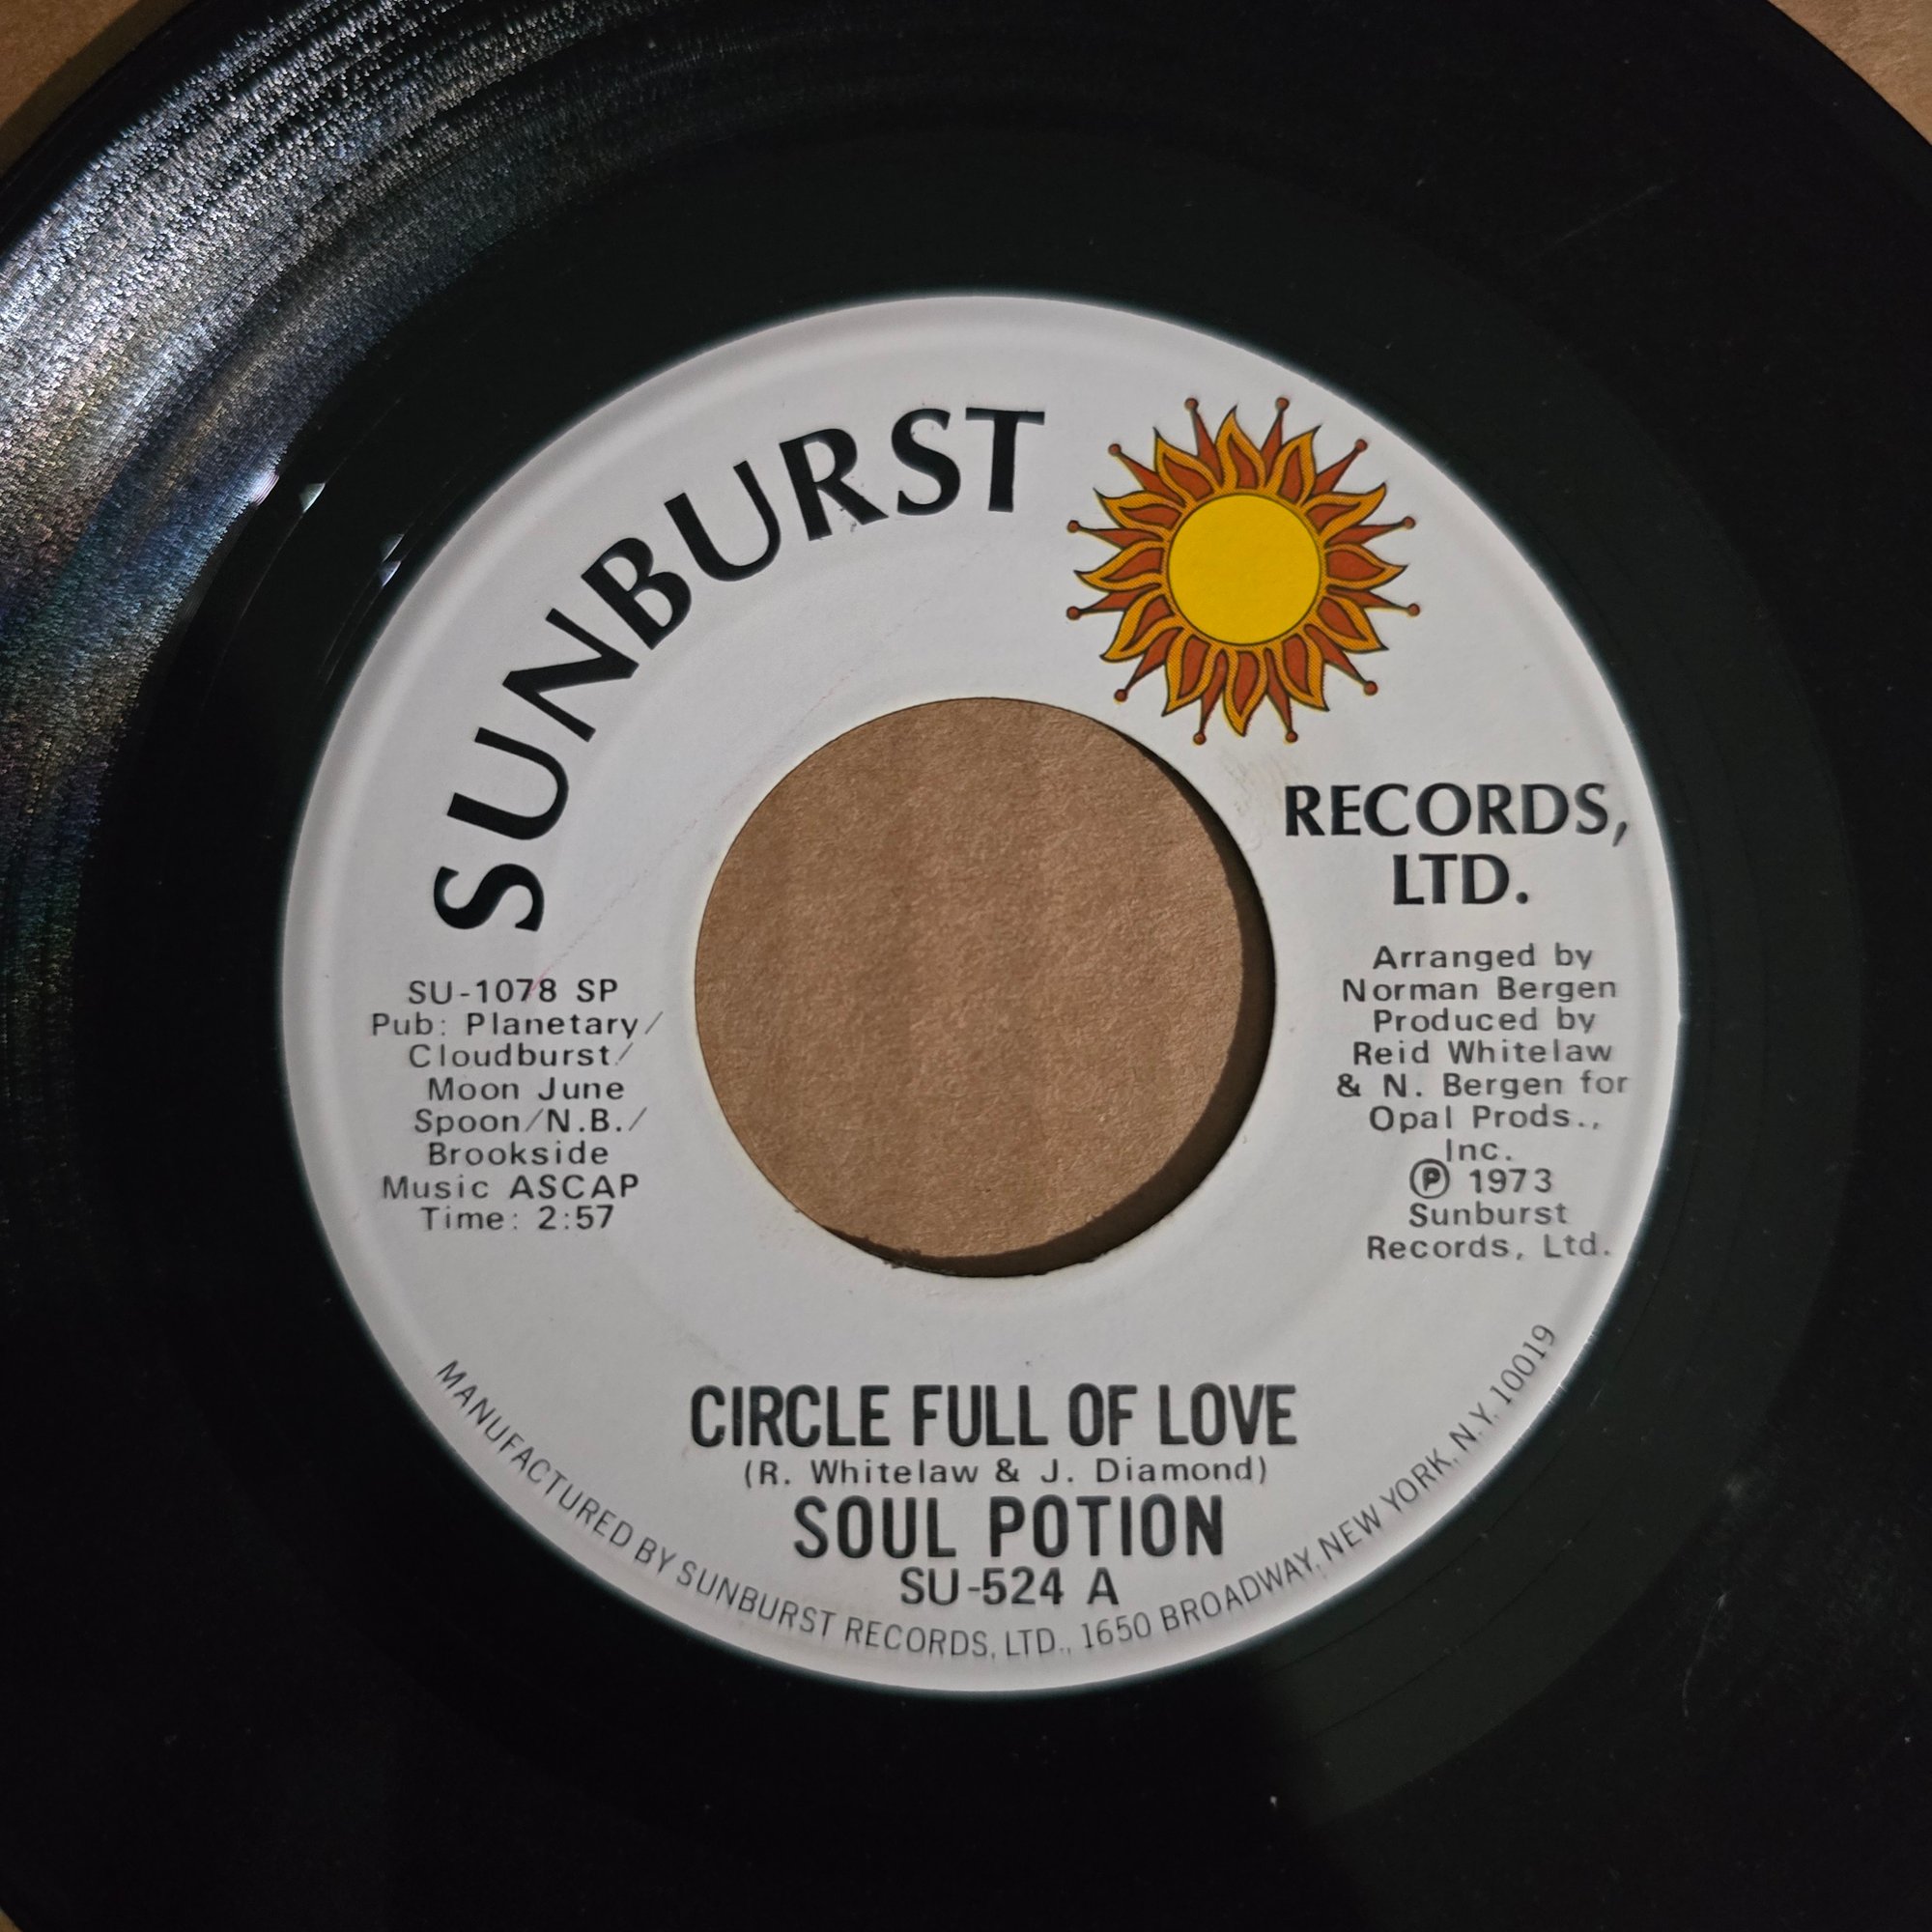 SUNBURST
RECORDS,
LTD.
SU-1078 SP
Pub: Planetary/
Cloudburst/
Moon June
Spoon/N.B./
Brookside
Music ASCAP
Time: 2:57
Arranged by
Norman Bergen
Produced by
Reid Whitelaw
& N. Bergen for
Opal Prods.,
Inc.
Ⓟ 1973
Sunburst
Records, Ltd.
CIRCLE FULL OF LOVE
(R. Whitelaw & J. Diamond)
SOUL POTION
SU-524 A
MANUFACTURED BY SUNBURST RECORDS, LTD., 1650 BROADWAY, NEW YORK, N.Y. 10019